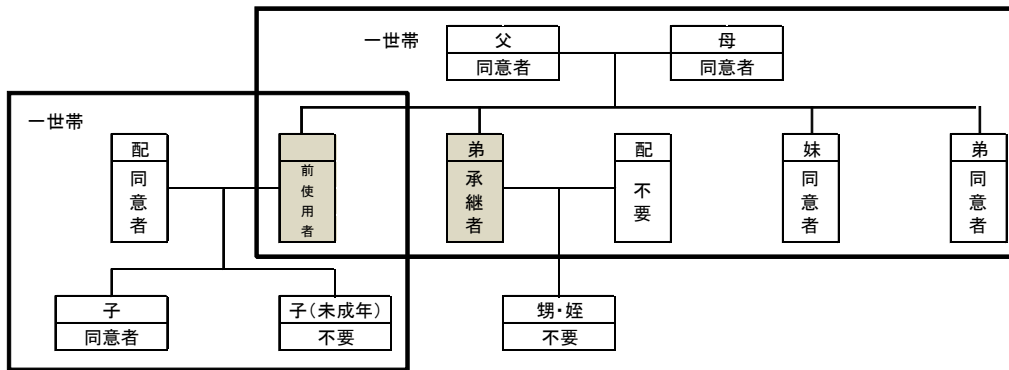 一世帯
父
母
同意者
同意者
一世帯
配
同意者
前使用者
弟
承継者
配
不要
妹
同意者
弟
同意者
子
同意者
子(未成年)
不要
甥・姪
不要